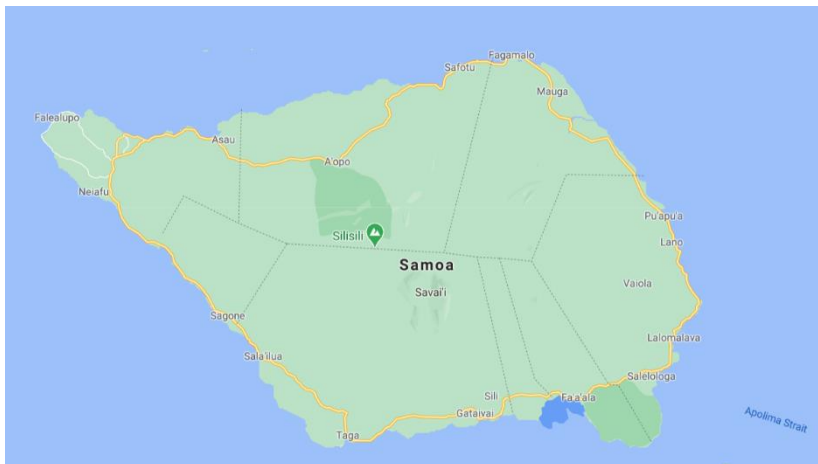 Fagamalo
Safotu
Mauga
Falealupo
Asau
A'opo
Neiafu
Pu'apu'a
Silisili
Lano
Samoa
Vaiola
Savai'i
Sagone
Lalomalava
Sala'ilua
Salelologa
Sili
Fa'a'ala
Gataivai
Apolima Strait
Taga